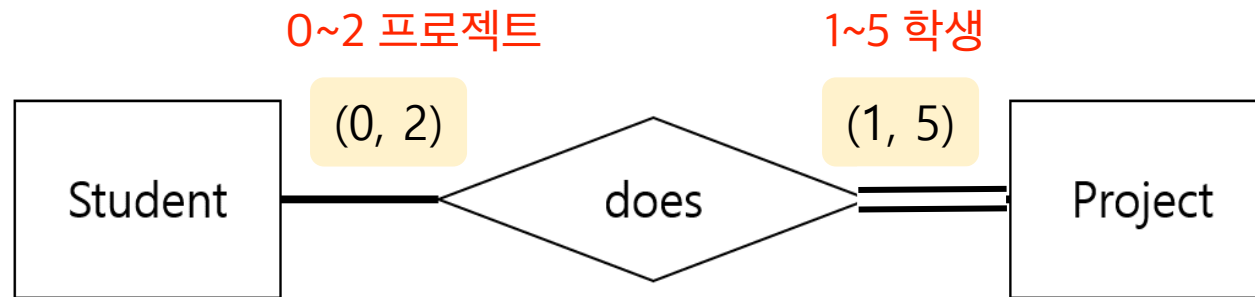 0~2 프로젝트
1~5 학생
(0, 2)
(1, 5)
Student
does
Project